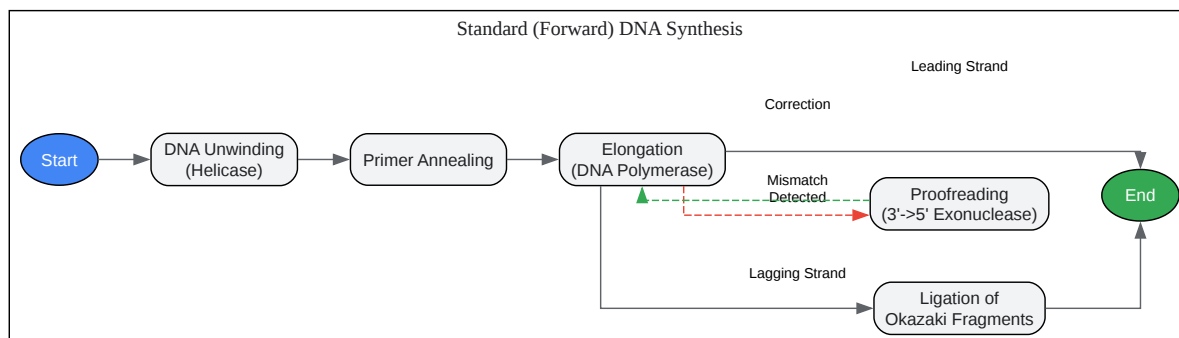 Standard (Forward) DNA Synthesis
Leading Strand
Correction
Start
DNA Unwinding
(Helicase)
Primer Annealing
Elongation
(DNA Polymerase)
Mismatch
Detected
Proofreading
(3'->5' Exonuclease)
End
Lagging Strand
Ligation of
Okazaki Fragments